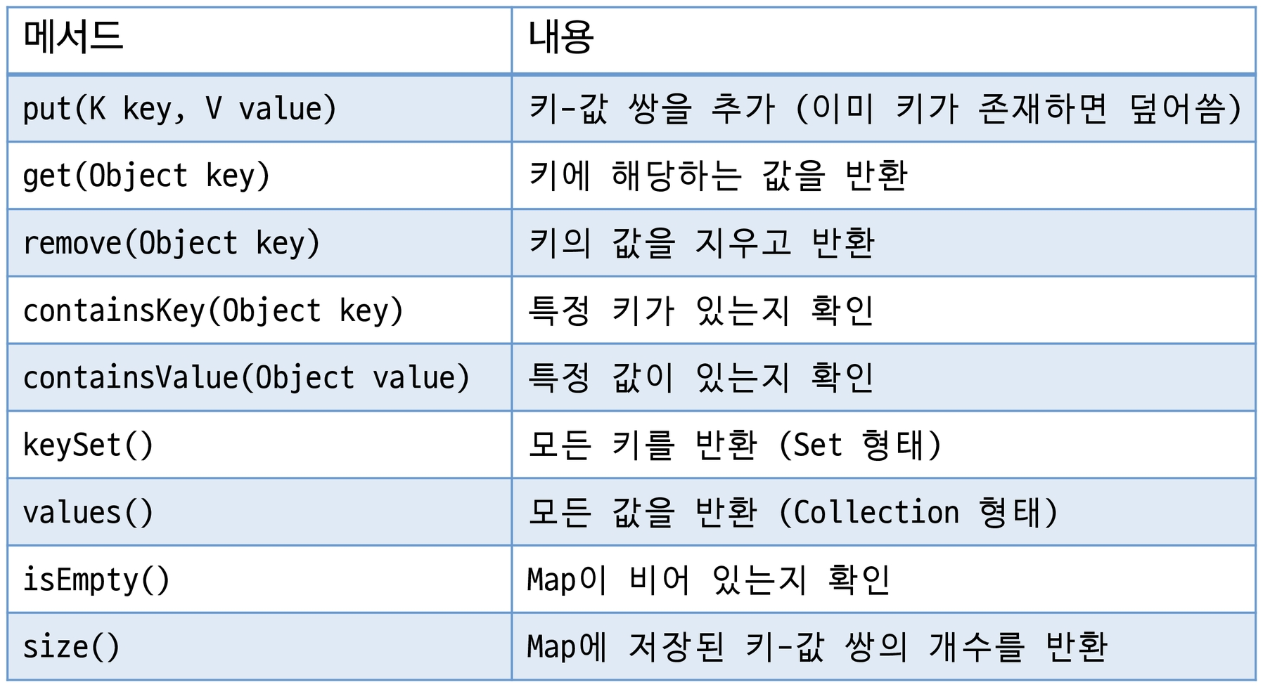 메서드 내용
put(K key, V value) 키-값 쌍을 추가 (이미 키가 존재하면 덮어씀)
get(Object key) 키에 해당하는 값을 반환
remove(Object key) 키의 값을 지우고 반환
containsKey(Object key) 특정 키가 있는지 확인
containsValue(Object value) 특정 값이 있는지 확인
keySet() 모든 키를 반환 (Set 형태)
values() 모든 값을 반환 (Collection 형태)
isEmpty() Map이 비어 있는지 확인
size() Map에 저장된 키-값 쌍의 개수를 반환